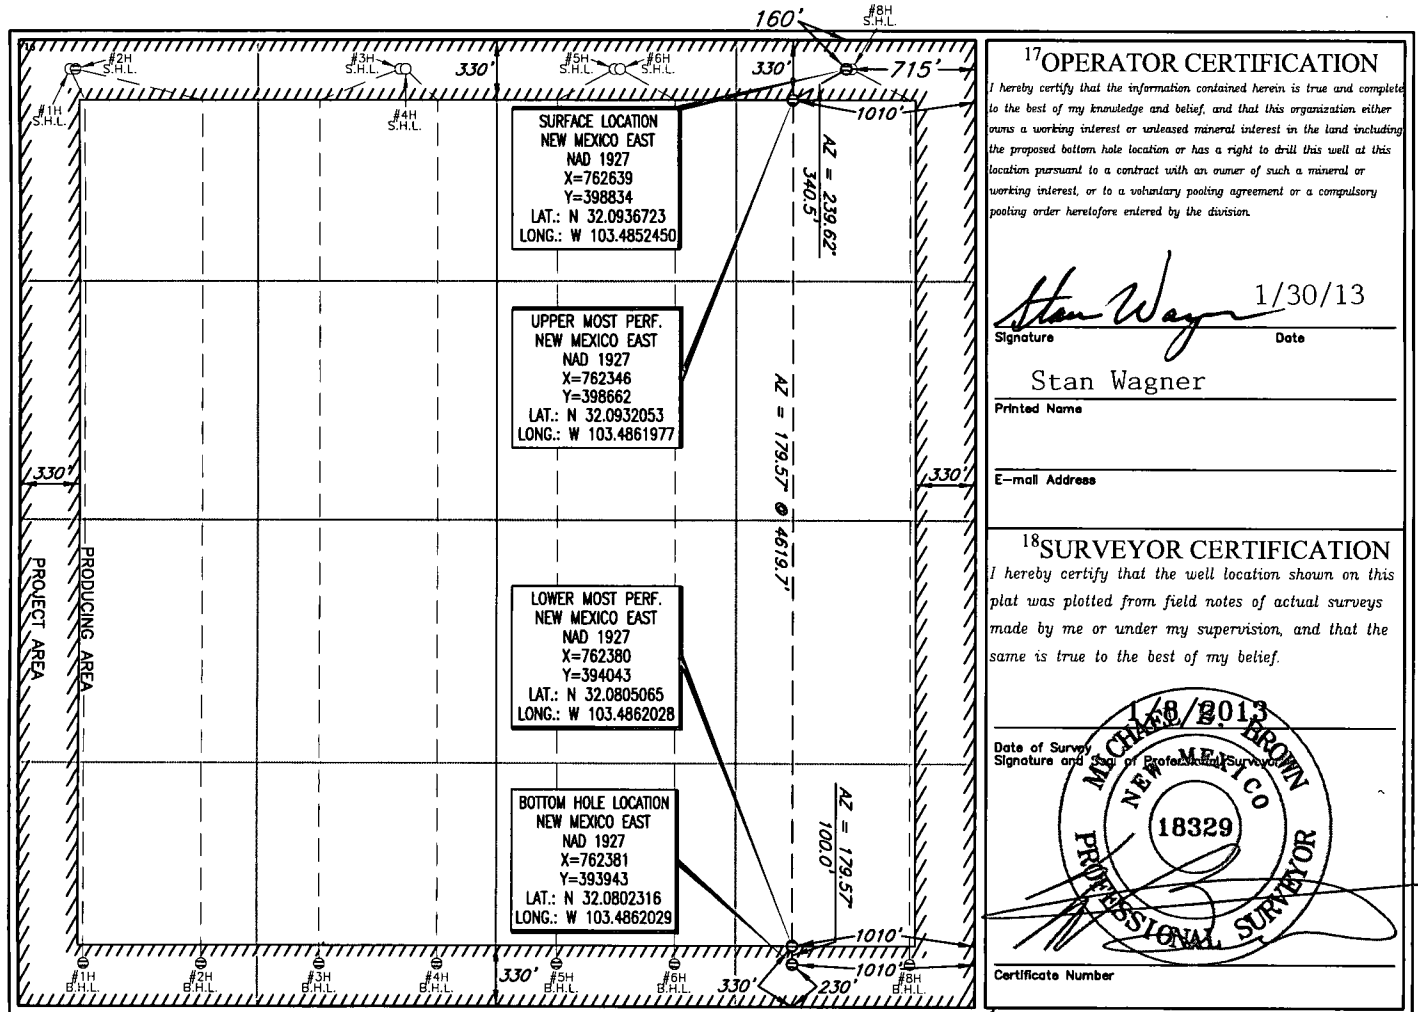 160'
#8H
S.H.L.
#2H
S.H.L.
#3H
S.H.L.
330'
#5H
S.H.L.
#6H
S.H.L.
330'
715'
#1H
S.H.L.
#4H
S.H.L.
1010'
SURFACE LOCATION
NEW MEXICO EAST
NAD 1927
X=762639
Y=398834
LAT.: N 32.0936723
LONG.: W 103.4852450
AZ = 239.62°
340.5'
UPPER MOST PERF.
NEW MEXICO EAST
NAD 1927
X=762346
Y=398662
LAT.: N 32.0932053
LONG.: W 103.4861977
AZ = 179.57° @ 4619.7'
330'
330'
PROJECT AREA
PRODUCING AREA
LOWER MOST PERF.
NEW MEXICO EAST
NAD 1927
X=762380
Y=394043
LAT.: N 32.0805065
LONG.: W 103.4862028
BOTTOM HOLE LOCATION
NEW MEXICO EAST
NAD 1927
X=762381
Y=393943
LAT.: N 32.0802316
LONG.: W 103.4862029
AZ = 179.57°
100.0'
1010'
1010'
#1H
B.H.L.
#2H
B.H.L.
#3H
B.H.L.
#4H
B.H.L.
330'
#5H
B.H.L.
#6H
B.H.L.
330'
230'
#8H
B.H.L.
17 OPERATOR CERTIFICATION
I hereby certify that the information contained herein is true and complete
to the best of my knowledge and belief, and that this organization either
owns a working interest or unleased mineral interest in the land including
the proposed bottom hole location or has a right to drill this well at this
location pursuant to a contract with an owner of such a mineral or
working interest, or to a voluntary pooling agreement or a compulsory
pooling order heretofore entered by the division.
Stan Wagner 1/30/13
Signature Date
Stan Wagner
Printed Name
E-mail Address
18 SURVEYOR CERTIFICATION
I hereby certify that the well location shown on this
plat was plotted from field notes of actual surveys
made by me or under my supervision, and that the
same is true to the best of my belief.
1/8/2013
Date of Survey
Signature and Seal of Professional Surveyor:
MICHAEL BROWN
NEW MEXICO
18329
PROFESSIONAL SURVEYOR
Certificate Number